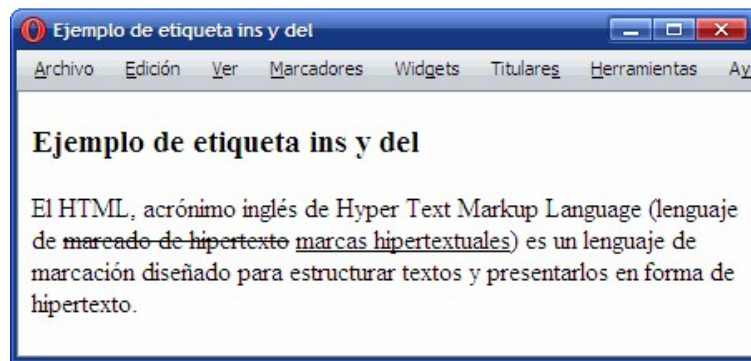 Ejemplo de etiqueta ins y del
Archivo Edición Ver Marcadores Widgets Titulares Herramientas Ay
Ejemplo de etiqueta ins y del
El HTML, acrónimo inglés de Hyper Text Markup Language (lenguaje
de mareado de hipertexto marcas hipertextuales) es un lenguaje de
marcación diseñado para estructurar textos y presentarlos en forma de
hipertexto.